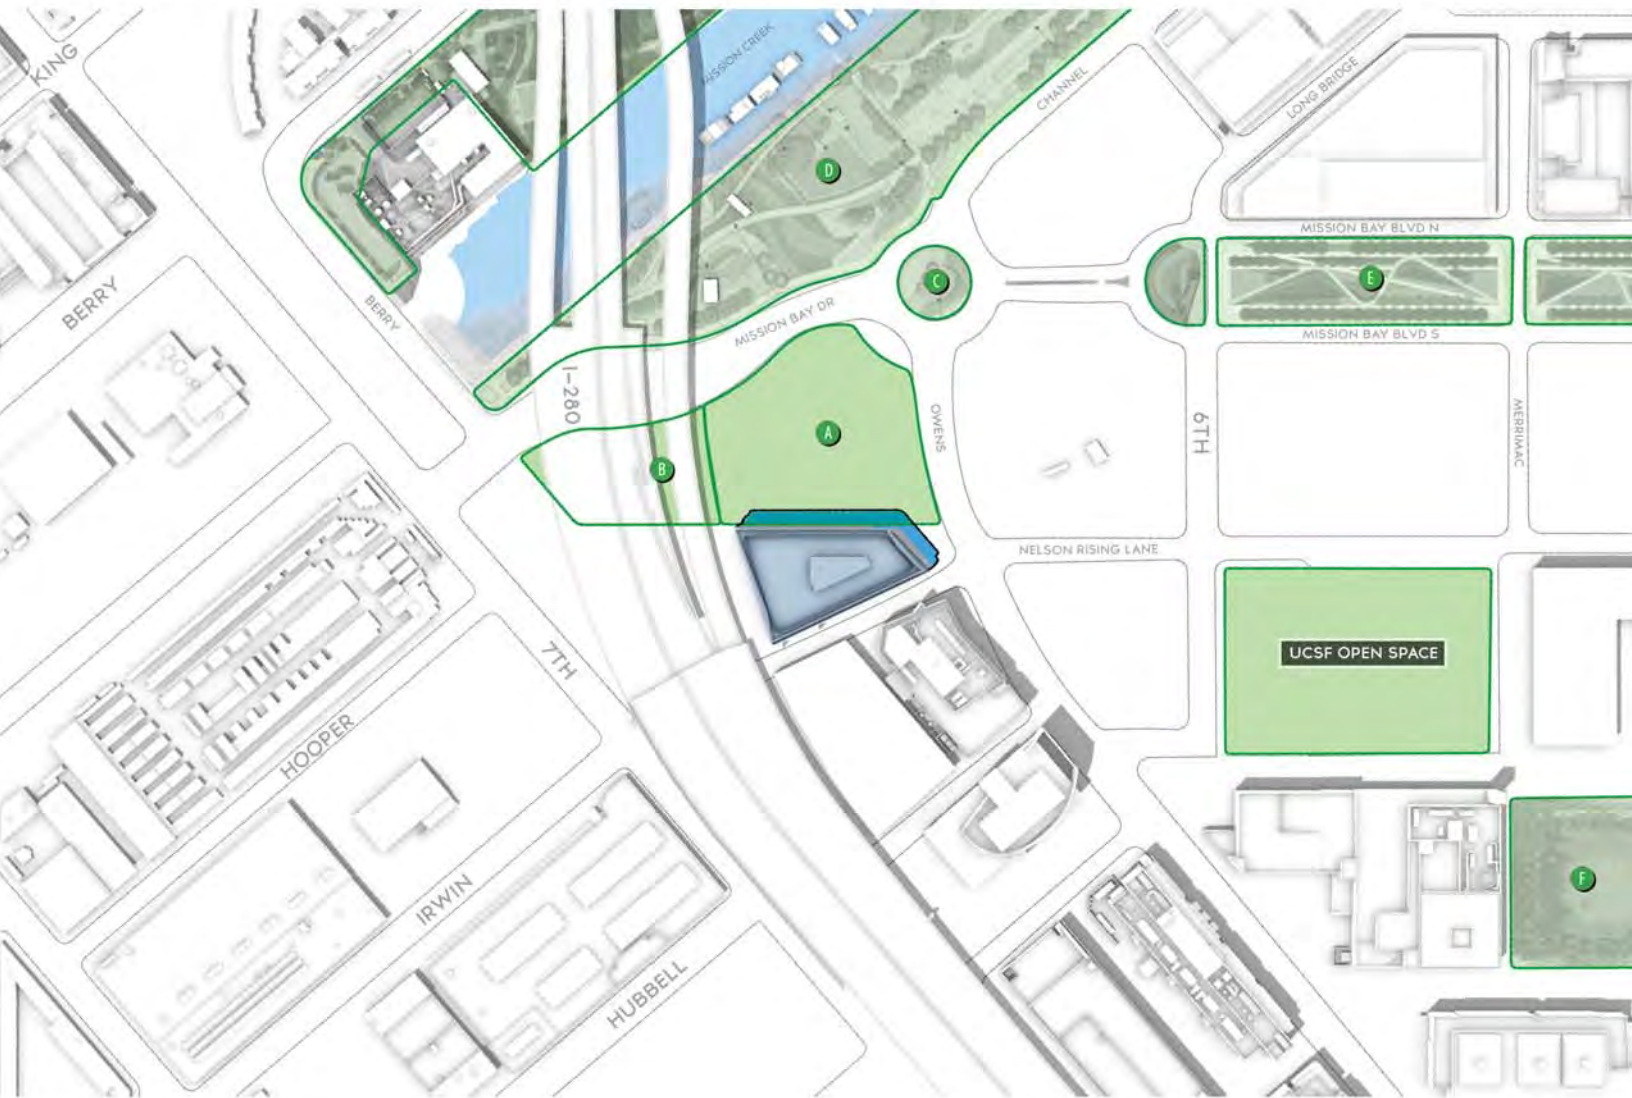 KING
MISSION CREEK
CHANNEL
LONG BRIDGE
D
MISSION BAY BLVD N
C
E
BERRY
BERRY
MISSION BAY DR
MISSION BAY BLVD S
I-280
A
OWENS
6TH
MERRIMAC
B
NELSON RISING LANE
UCSF OPEN SPACE
7TH
HOOPER
F
IRWIN
HUBBELL